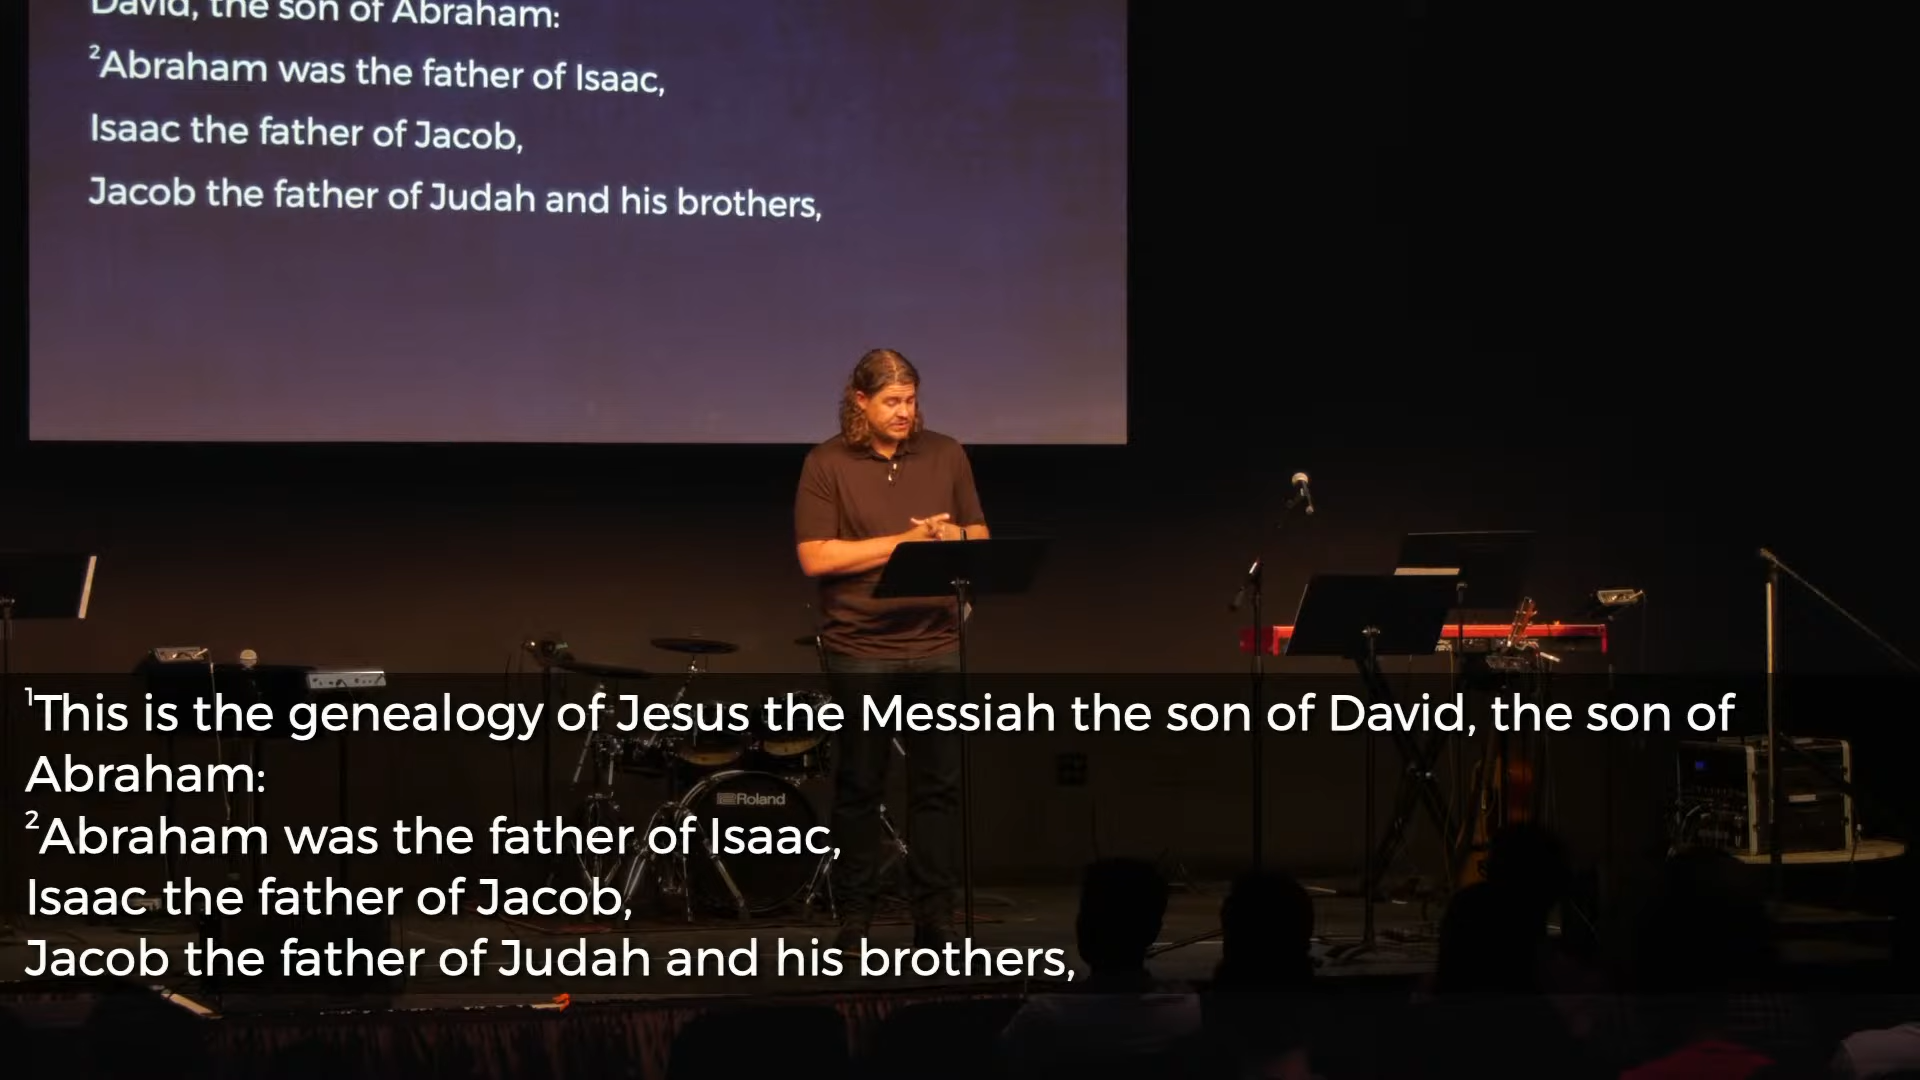 David, the son of Abraham:
²Abraham was the father of Isaac,
Isaac the father of Jacob,
Jacob the father of Judah and his brothers,
¹This is the genealogy of Jesus the Messiah the son of David, the son of
Abraham:
²Abraham was the father of Isaac,
Isaac the father of Jacob,
Jacob the father of Judah and his brothers,
Roland